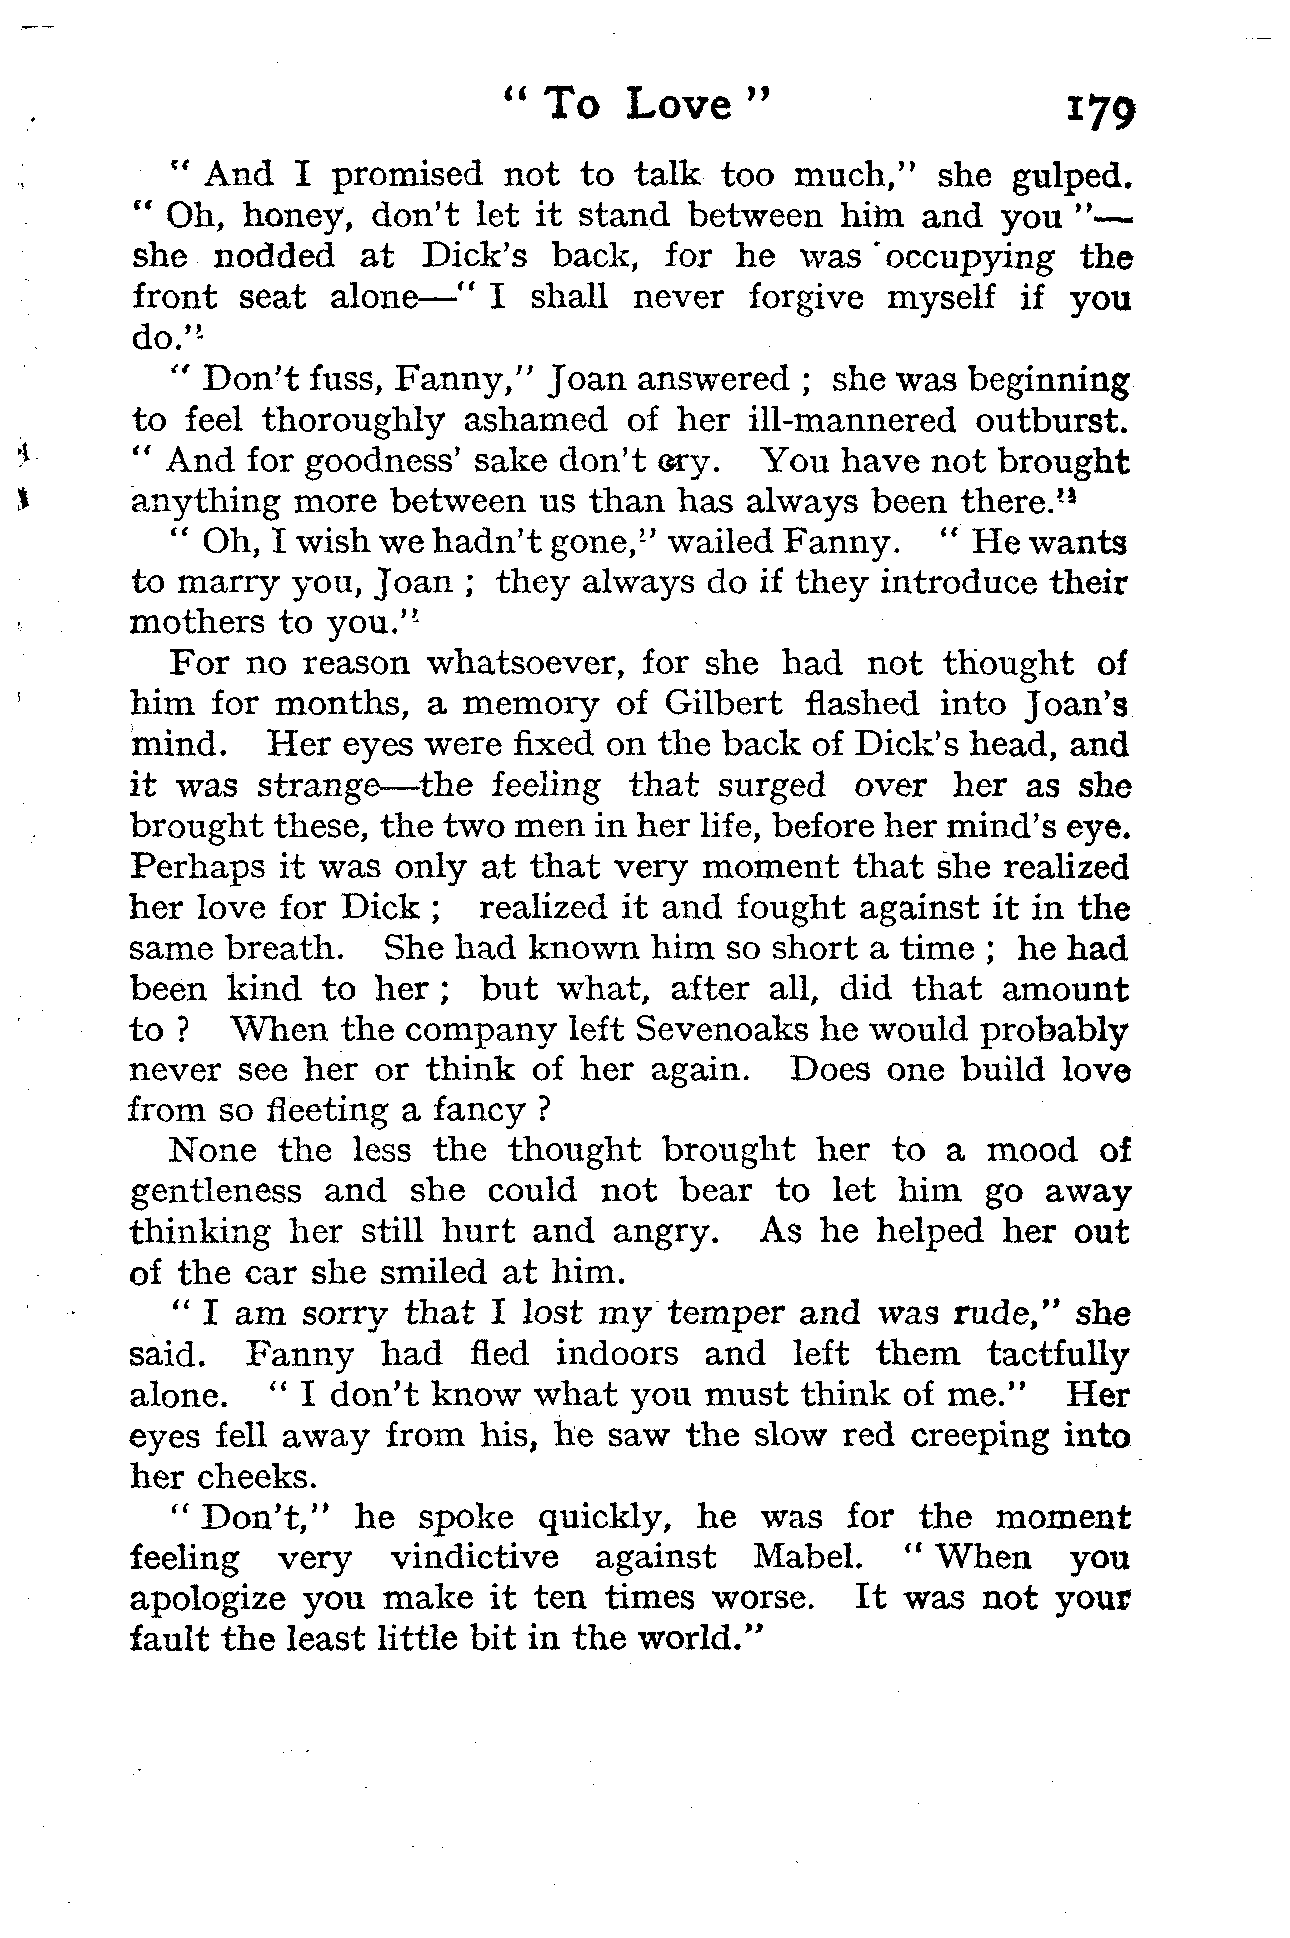 “ To Love ” 179
“ And I promised not to talk too much,” she gulped.
“ Oh, honey, don't let it stand between him and you ”—
she nodded at Dick's back, for he was occupying the
front seat alone—“ I shall never forgive myself if you
do.”
“ Don't fuss, Fanny,” Joan answered ; she was beginning
to feel thoroughly ashamed of her ill-mannered outburst.
“ And for goodness' sake don't cry. You have not brought
anything more between us than has always been there.”
“ Oh, I wish we hadn't gone,” wailed Fanny. “ He wants
to marry you, Joan ; they always do if they introduce their
mothers to you.”
For no reason whatsoever, for she had not thought of
him for months, a memory of Gilbert flashed into Joan's
mind. Her eyes were fixed on the back of Dick's head, and
it was strange—the feeling that surged over her as she
brought these, the two men in her life, before her mind's eye.
Perhaps it was only at that very moment that she realized
her love for Dick ; realized it and fought against it in the
same breath. She had known him so short a time ; he had
been kind to her ; but what, after all, did that amount
to ? When the company left Sevenoaks he would probably
never see her or think of her again. Does one build love
from so fleeting a fancy ?
None the less the thought brought her to a mood of
gentleness and she could not bear to let him go away
thinking her still hurt and angry. As he helped her out
of the car she smiled at him.
“ I am sorry that I lost my temper and was rude,” she
said. Fanny had fled indoors and left them tactfully
alone. “ I don't know what you must think of me.” Her
eyes fell away from his, he saw the slow red creeping into
her cheeks.
“ Don't,” he spoke quickly, he was for the moment
feeling very vindictive against Mabel. “ When you
apologize you make it ten times worse. It was not your
fault the least little bit in the world.”